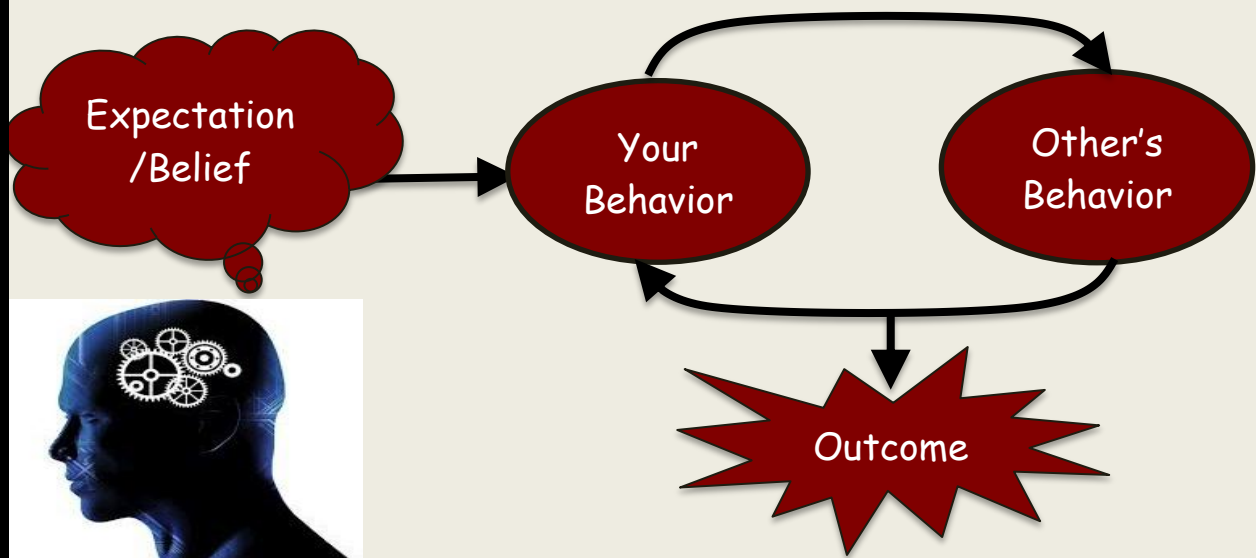 Expectation
/Belief
Your
Behavior
Other's
Behavior
Outcome